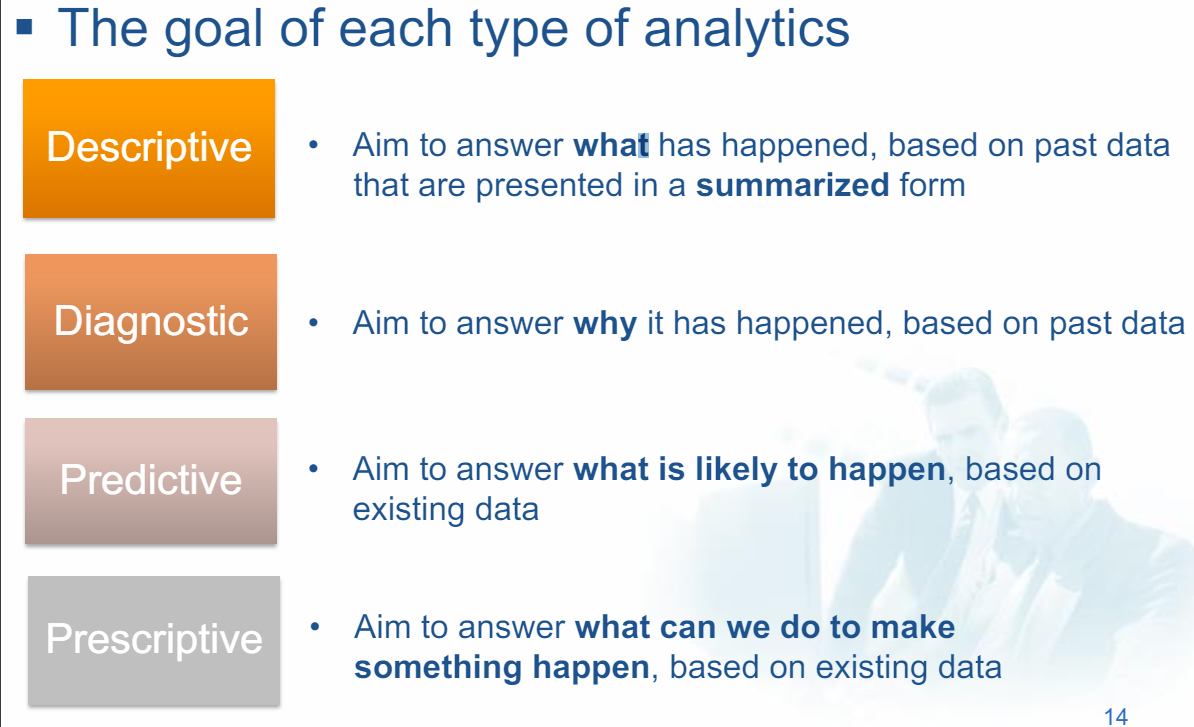 ▪ The goal of each type of analytics
Descriptive
• Aim to answer what has happened, based on past data
that are presented in a summarized form
Diagnostic
• Aim to answer why it has happened, based on past data
Predictive
• Aim to answer what is likely to happen, based on
existing data
Prescriptive
• Aim to answer what can we do to make
something happen, based on existing data
14